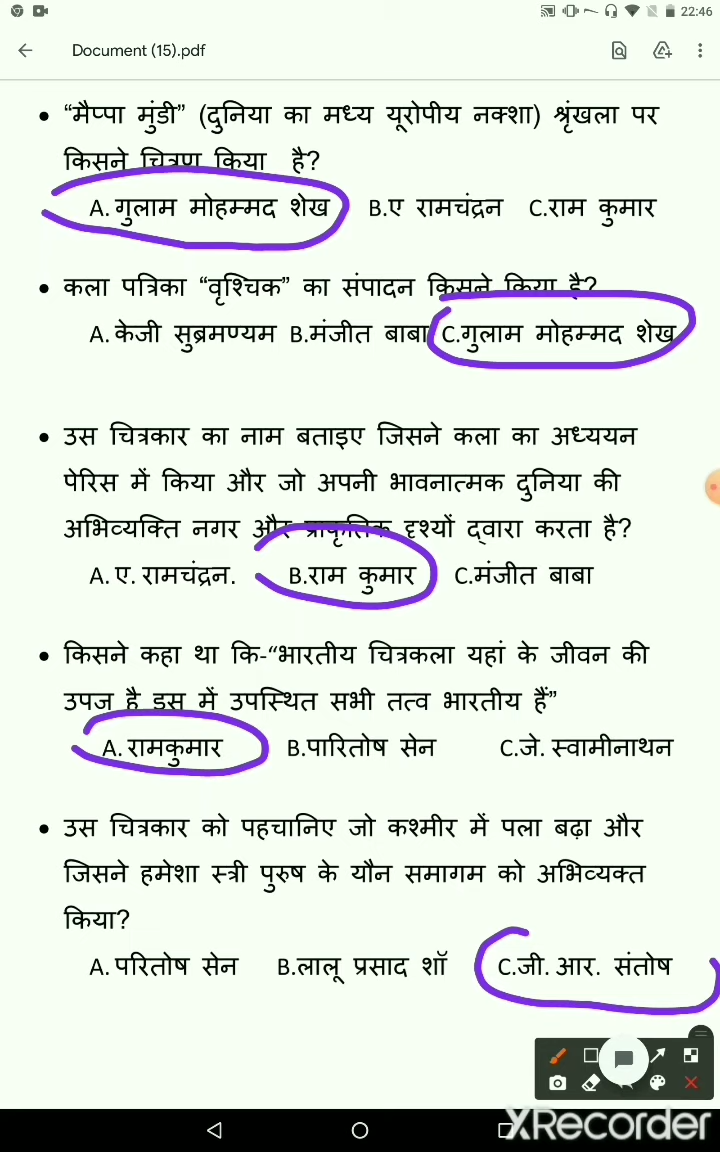 22:46
Document (15).pdf
• “मैप्पा मुंडी” (दुनिया का मध्य यूरोपीय नक्शा) श्रृंखला पर
किसने चित्रण किया है?
A. गुलाम मोहम्मद शेख B.ए रामचंद्रन C.राम कुमार
• कला पत्रिका “वृश्चिक” का संपादन किसने किया है?
A. केजी सुब्रमण्यम B.मंजीत बाबा C.गुलाम मोहम्मद शेख
• उस चित्रकार का नाम बताइए जिसने कला का अध्ययन
पेरिस में किया और जो अपनी भावनात्मक दुनिया की
अभिव्यक्ति नगर और प्राकृतिक दृश्यों द्वारा करता है?
A. ए. रामचंद्रन. B.राम कुमार C.मंजीत बाबा
• किसने कहा था कि-“भारतीय चित्रकला यहां के जीवन की
उपज है इस में उपस्थित सभी तत्व भारतीय हैं”
A. रामकुमार B.पारितोष सेन C.जे. स्वामीनाथन
• उस चित्रकार को पहचानिए जो कश्मीर में पला बढ़ा और
जिसने हमेशा स्त्री पुरुष के यौन समागम को अभिव्यक्त
किया?
A. परितोष सेन B.लालू प्रसाद शॉ C.जी. आर. संतोष
XRecorder